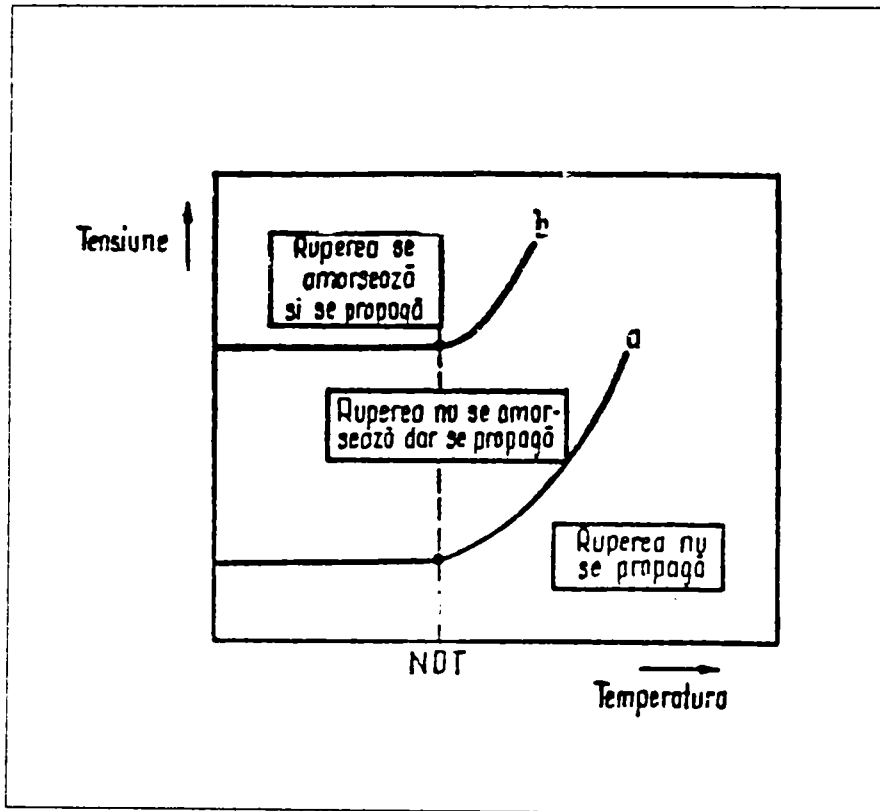 Tensiune
Ruperea se
amorsează
si se propagă
b
a
Ruperea nu se amor-
sează dar se propagă
Ruperea nu
se propagă
NDT
Temperatura